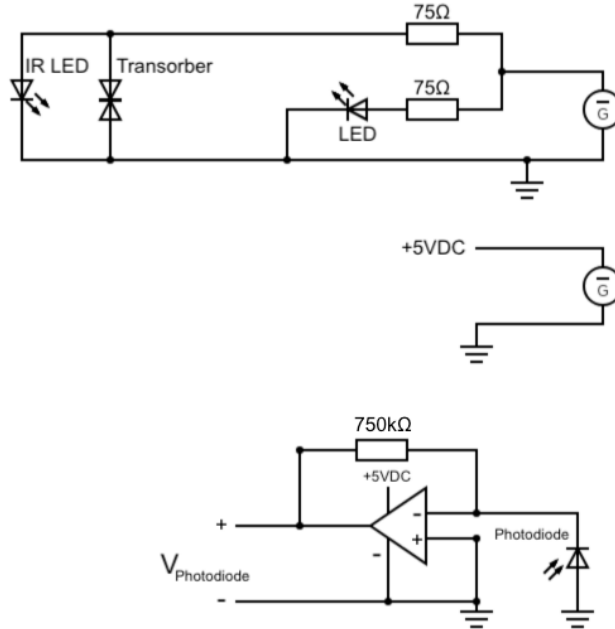 75Ω
IR LED
Transorber
75Ω
G
LED
+5VDC
G
750kΩ
+5VDC
+
-
+
Photodiode
-
V Photodiode
-